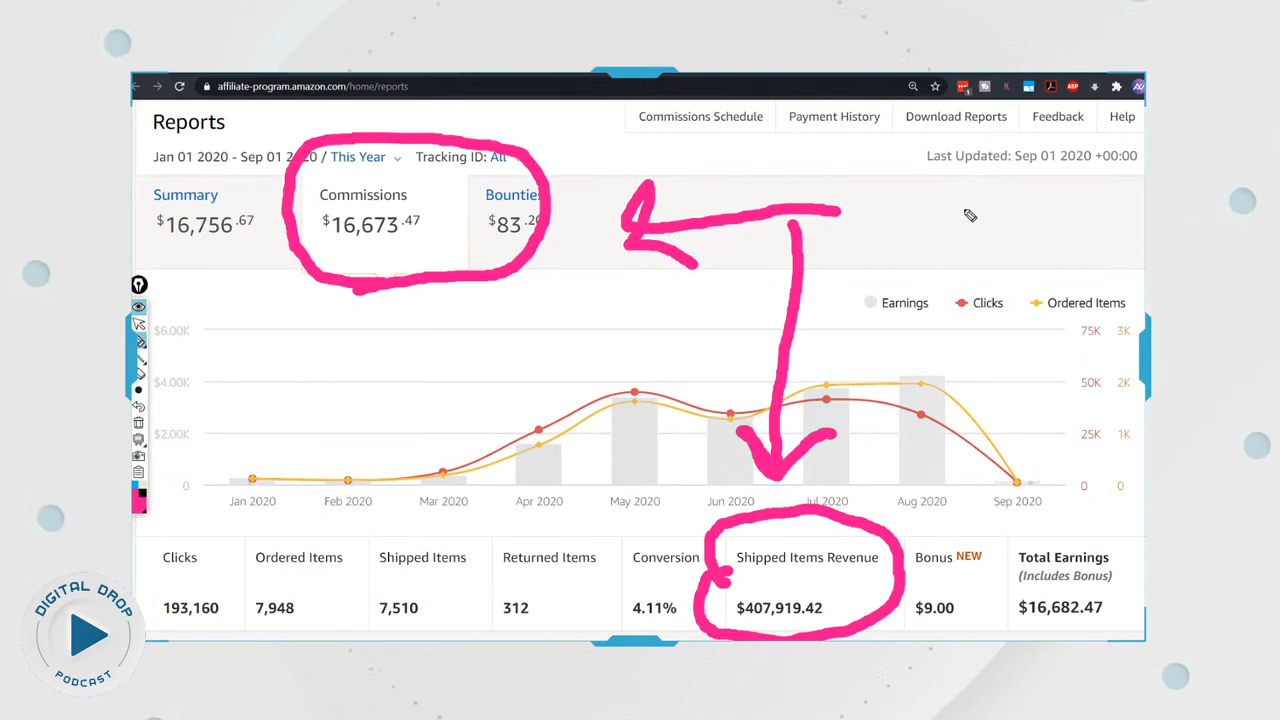 affiliate-program.amazon.com/home/reports
Reports
Commissions Schedule Payment History Download Reports Feedback Help
Jan 01 2020 - Sep 01 2020 / This Year Tracking ID: All
Last Updated: Sep 01 2020 +00:00
Summary Commissions Bounties
$16,756.67 $16,673.47 $83.20
Earnings Clicks Ordered Items
$6.00K 75K 3K
$4.00K 50K 2K
$2.00K 25K 1K
0 0 0
Jan 2020 Feb 2020 Mar 2020 Apr 2020 May 2020 Jun 2020 Jul 2020 Aug 2020 Sep 2020
Clicks Ordered Items Shipped Items Returned Items Conversion Shipped Items Revenue Bonus NEW Total Earnings
(Includes Bonus)
193,160 7,948 7,510 312 4.11% $407,919.42 $9.00 $16,682.47
DIGITAL DROP
PODCAST